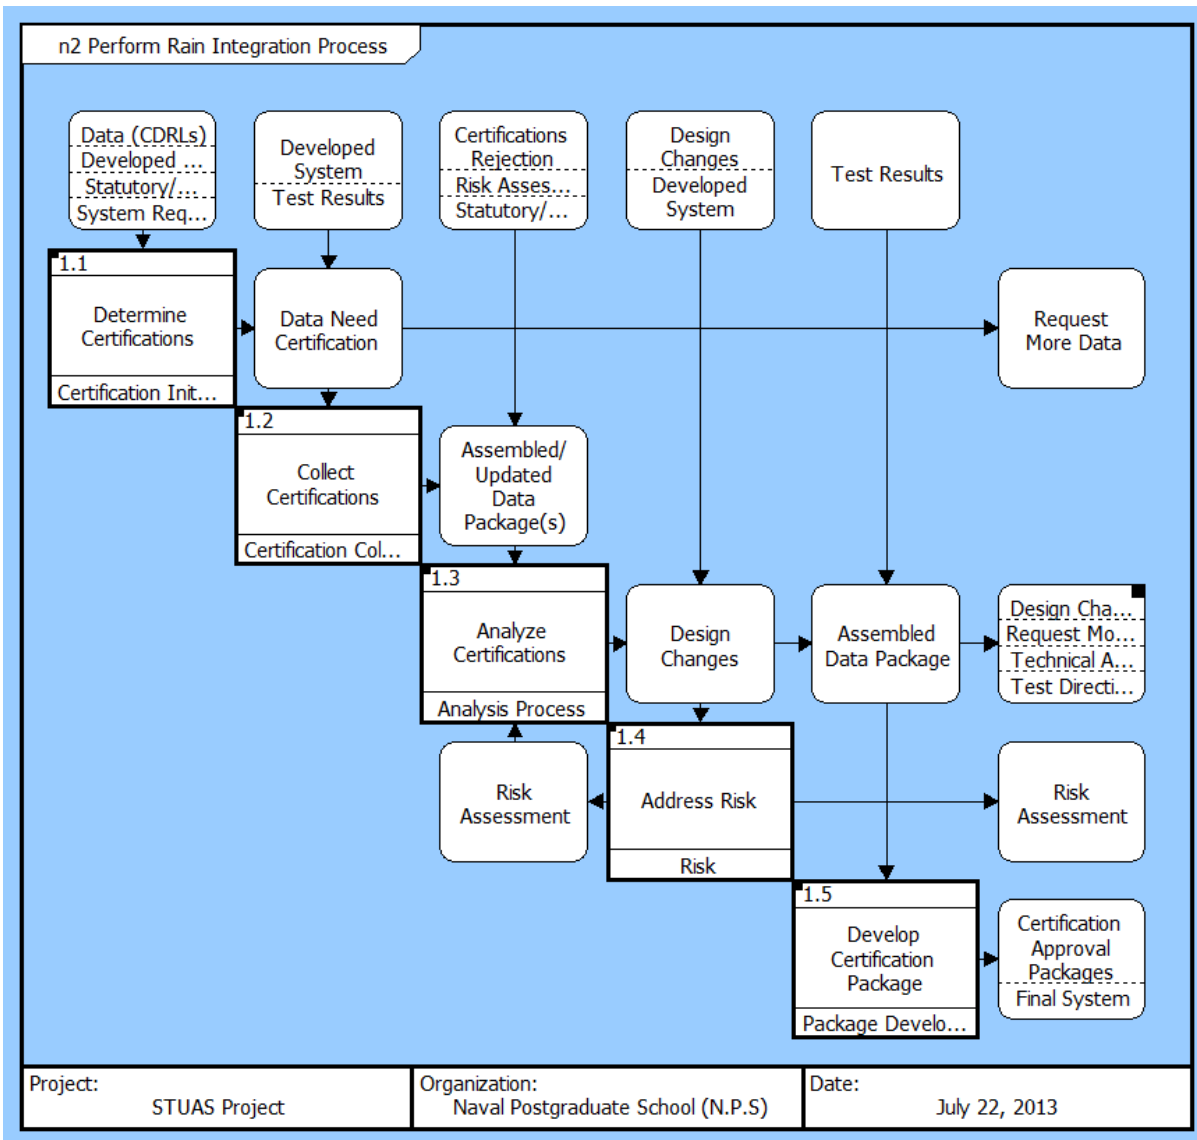 n2 Perform Rain Integration Process
Data (CDRLs)
Developed ...
Statutory/...
System Req...
Developed
System
Test Results
Certifications
Rejection
Risk Asses...
Statutory/...
Design
Changes
Developed
System
Test Results
1.1
Determine
Certifications
Certification Init...
Data Need
Certification
Request
More Data
1.2
Collect
Certifications
Certification Col...
Assembled/
Updated
Data
Package(s)
1.3
Analyze
Certifications
Analysis Process
Design
Changes
Assembled
Data Package
Design Cha...
Request Mo...
Technical A...
Test Directi...
Risk
Assessment
1.4
Address Risk
Risk
Risk
Assessment
1.5
Develop
Certification
Package
Package Develo...
Certification
Approval
Packages
Final System
Project:
STUAS Project
Organization:
Naval Postgraduate School (N.P.S)
Date:
July 22, 2013